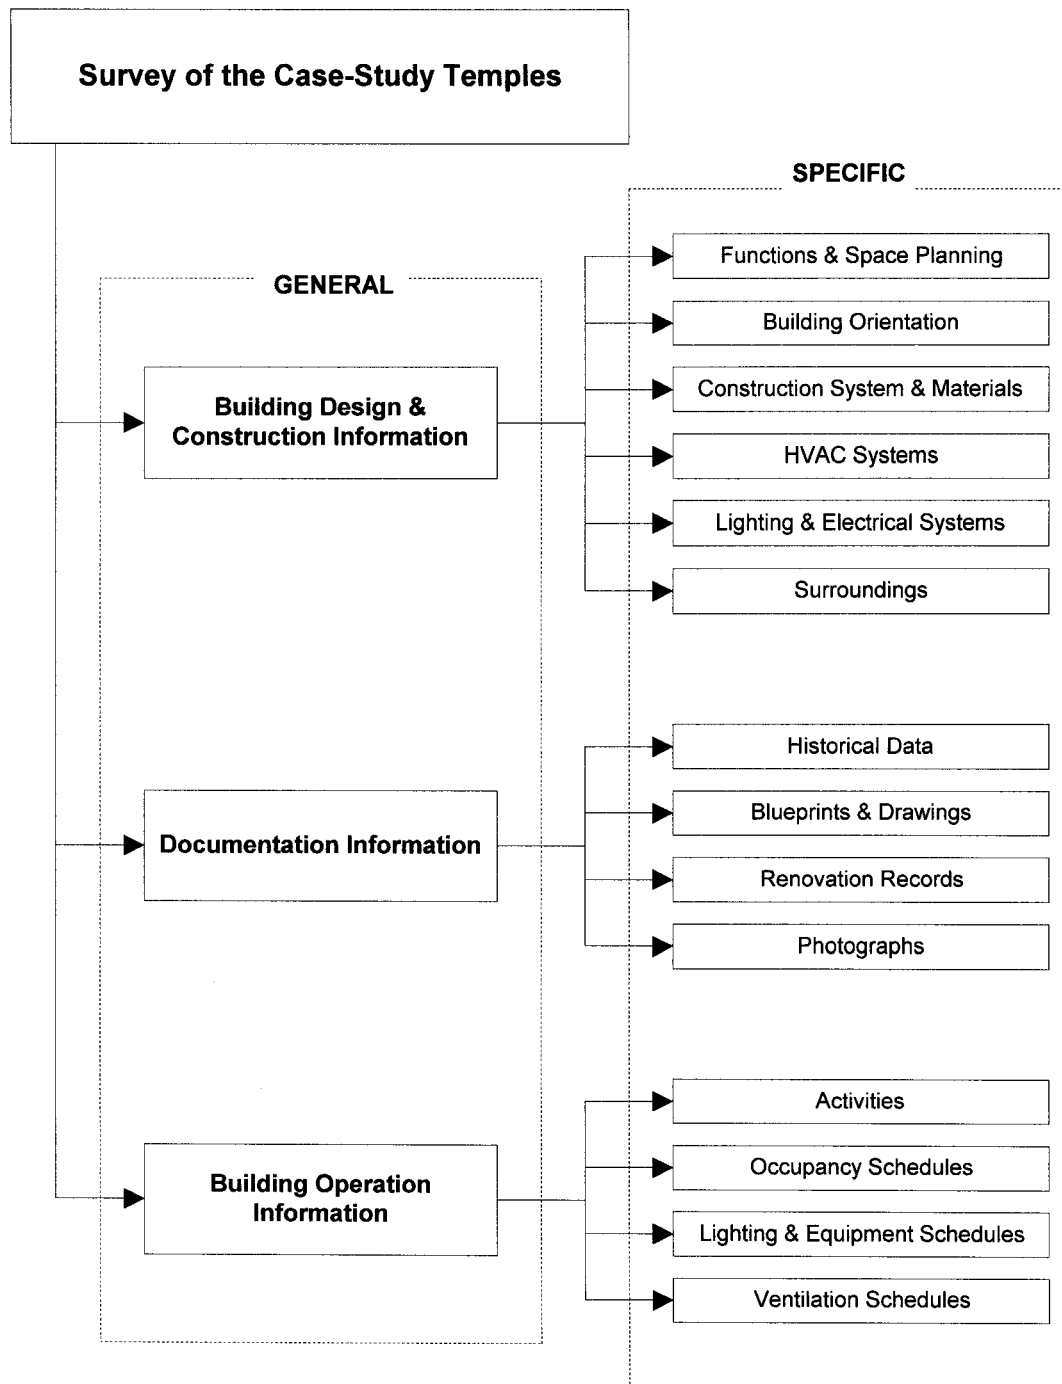 Survey of the Case-Study Temples
SPECIFIC
GENERAL
Building Design &
Construction Information
Functions & Space Planning
Building Orientation
Construction System & Materials
HVAC Systems
Lighting & Electrical Systems
Surroundings
Documentation Information
Historical Data
Blueprints & Drawings
Renovation Records
Photographs
Building Operation
Information
Activities
Occupancy Schedules
Lighting & Equipment Schedules
Ventilation Schedules